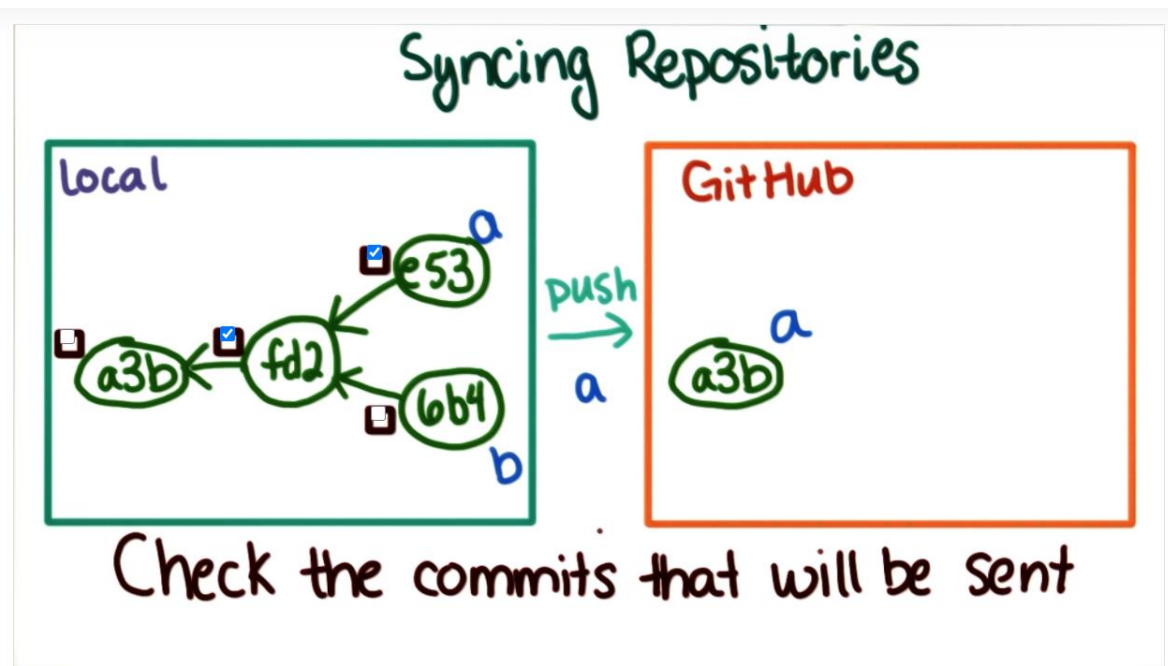 Syncing Repositories
local
a
e53
a3b
fd2
6b4
b
push
a
GitHub
a
a3b
Check the commits that will be sent